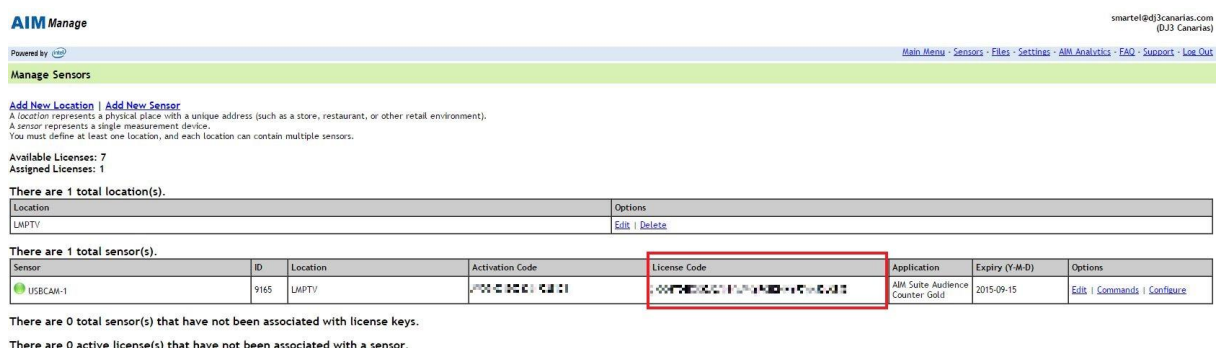 AIM Manage
smartel@dj3canarias.com
(DJ3 Canarias)
Powered by intel
Main Menu - Sensors - Files - Settings - AIM Analytics - FAQ - Support - Log Out
Manage Sensors
Add New Location | Add New Sensor
A location represents a physical place with a unique address (such as a store, restaurant, or other retail environment).
A sensor represents a single measurement device.
You must define at least one location, and each location can contain multiple sensors.
Available Licenses: 7
Assigned Licenses: 1
There are 1 total location(s).
Location Options
LMPTV Edit | Delete
There are 1 total sensor(s).
Sensor ID Location Activation Code License Code Application Expiry (Y-M-D) Options
USBCAM-1 9165 LMPTV AIM Suite Audience Counter Gold 2015-09-15 Edit | Commands | Configure
There are 0 total sensor(s) that have not been associated with license keys.
There are 0 active license(s) that have not been associated with a sensor.